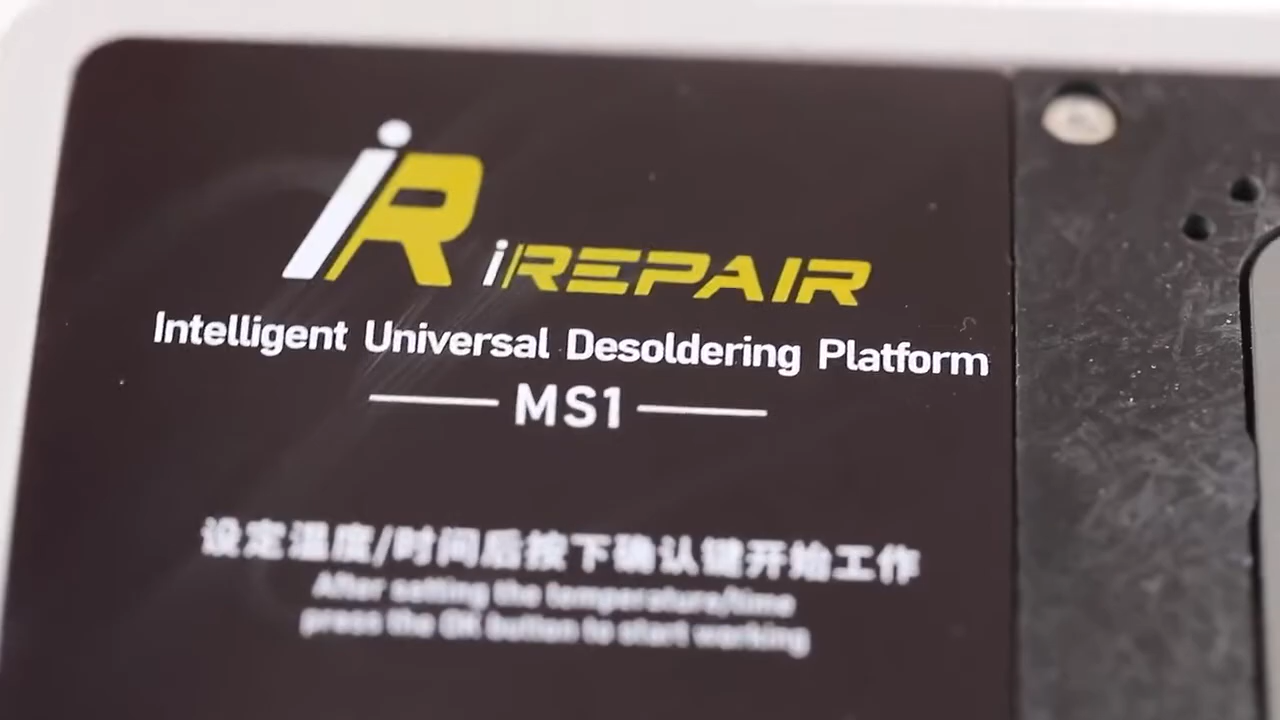 iR iREPAIR
Intelligent Universal Desoldering Platform
MS1
设定温度/时间后按下确认键开始工作
After setting the temperature/time
press the OK button to start working